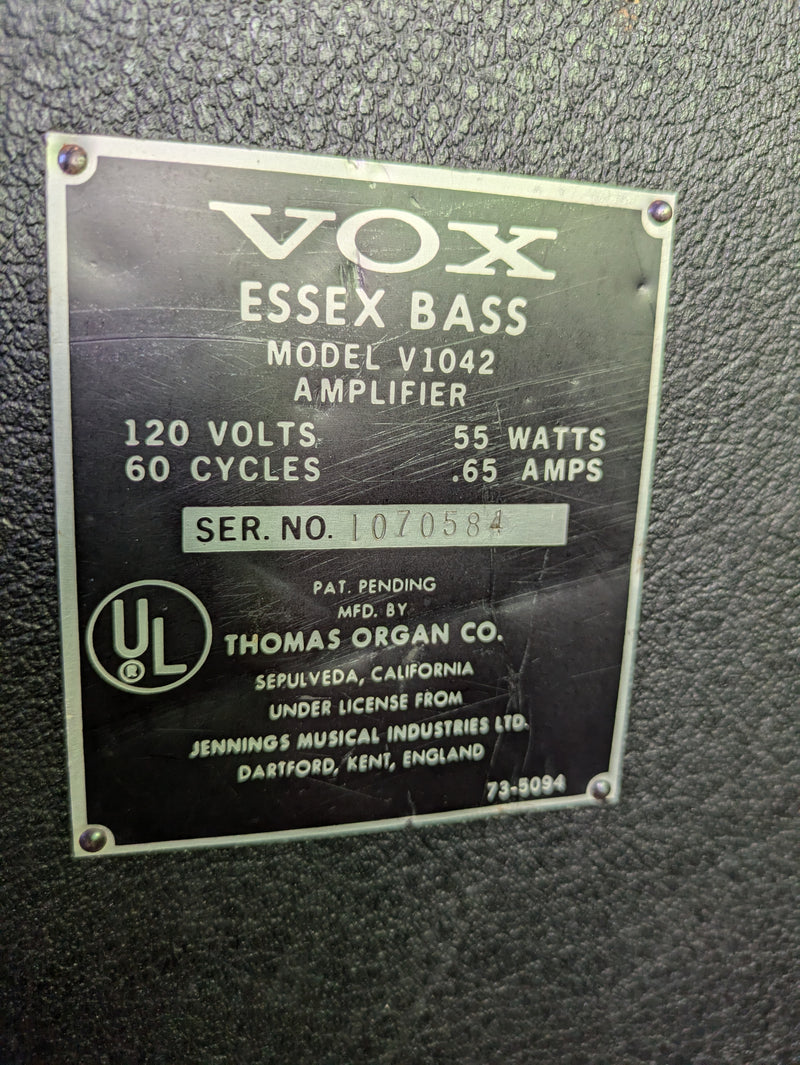 VOX
ESSEX BASS
MODEL V1042
AMPLIFIER
120 VOLTS 55 WATTS
60 CYCLES .65 AMPS
SER. NO. 1070584
UL
®
PAT. PENDING
MFD. BY
THOMAS ORGAN CO.
SEPULVEDA, CALIFORNIA
UNDER LICENSE FROM
JENNINGS MUSICAL INDUSTRIES LTD.
DARTFORD, KENT, ENGLAND
73-5094